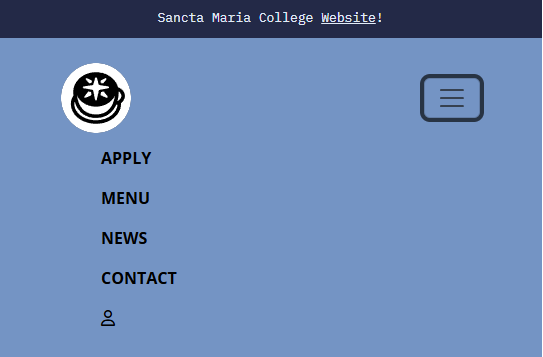 Sancta Maria College Website!
APPLY
MENU
NEWS
CONTACT